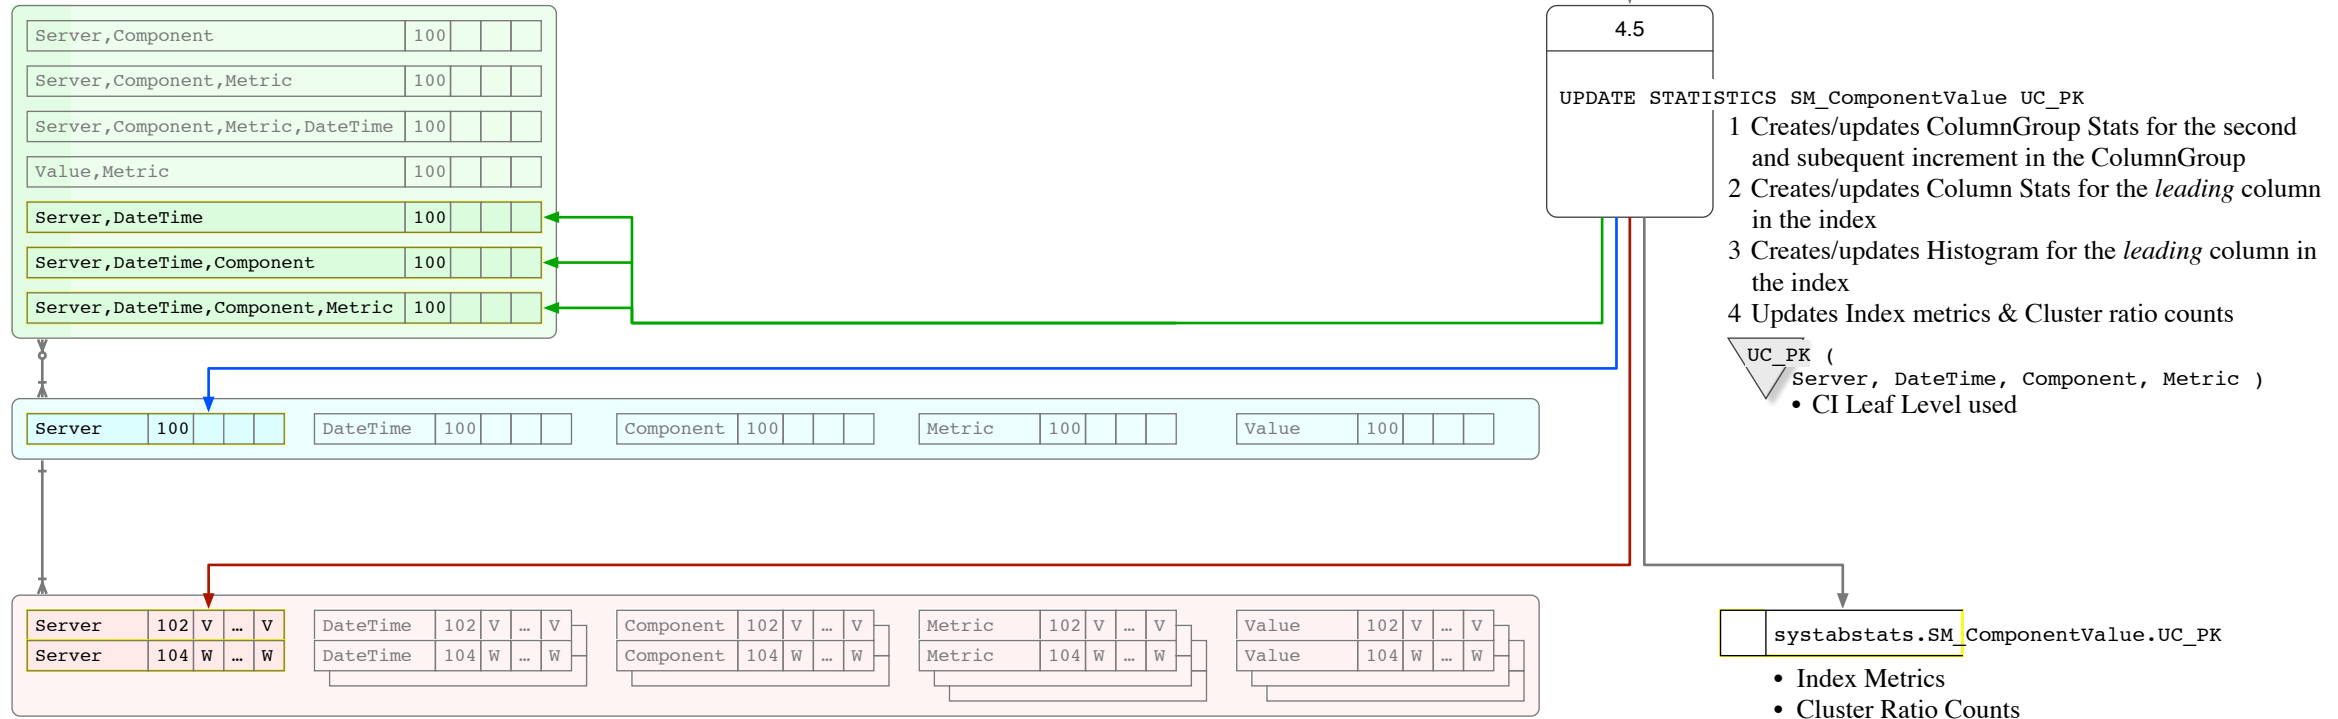 Server,Component 100
Server,Component,Metric 100
Server,Component,Metric,DateTime 100
Value,Metric 100
Server,DateTime 100
Server,DateTime,Component 100
Server,DateTime,Component,Metric 100
4.5
UPDATE STATISTICS SM_ComponentValue UC_PK
1 Creates/updates ColumnGroup Stats for the second
and subequent increment in the ColumnGroup
2 Creates/updates Column Stats for the leading column
in the index
3 Creates/updates Histogram for the leading column in
the index
4 Updates Index metrics & Cluster ratio counts
UC_PK (
Server, DateTime, Component, Metric )
• CI Leaf Level used
Server 100 DateTime 100 Component 100 Metric 100 Value 100
Server 102 V … V DateTime 102 V … V Component 102 V … V Metric 102 V … V Value 102 V … V
Server 104 W … W DateTime 104 W … W Component 104 W … W Metric 104 W … W Value 104 W … W
systabstats.SM_ComponentValue.UC_PK
• Index Metrics
• Cluster Ratio Counts